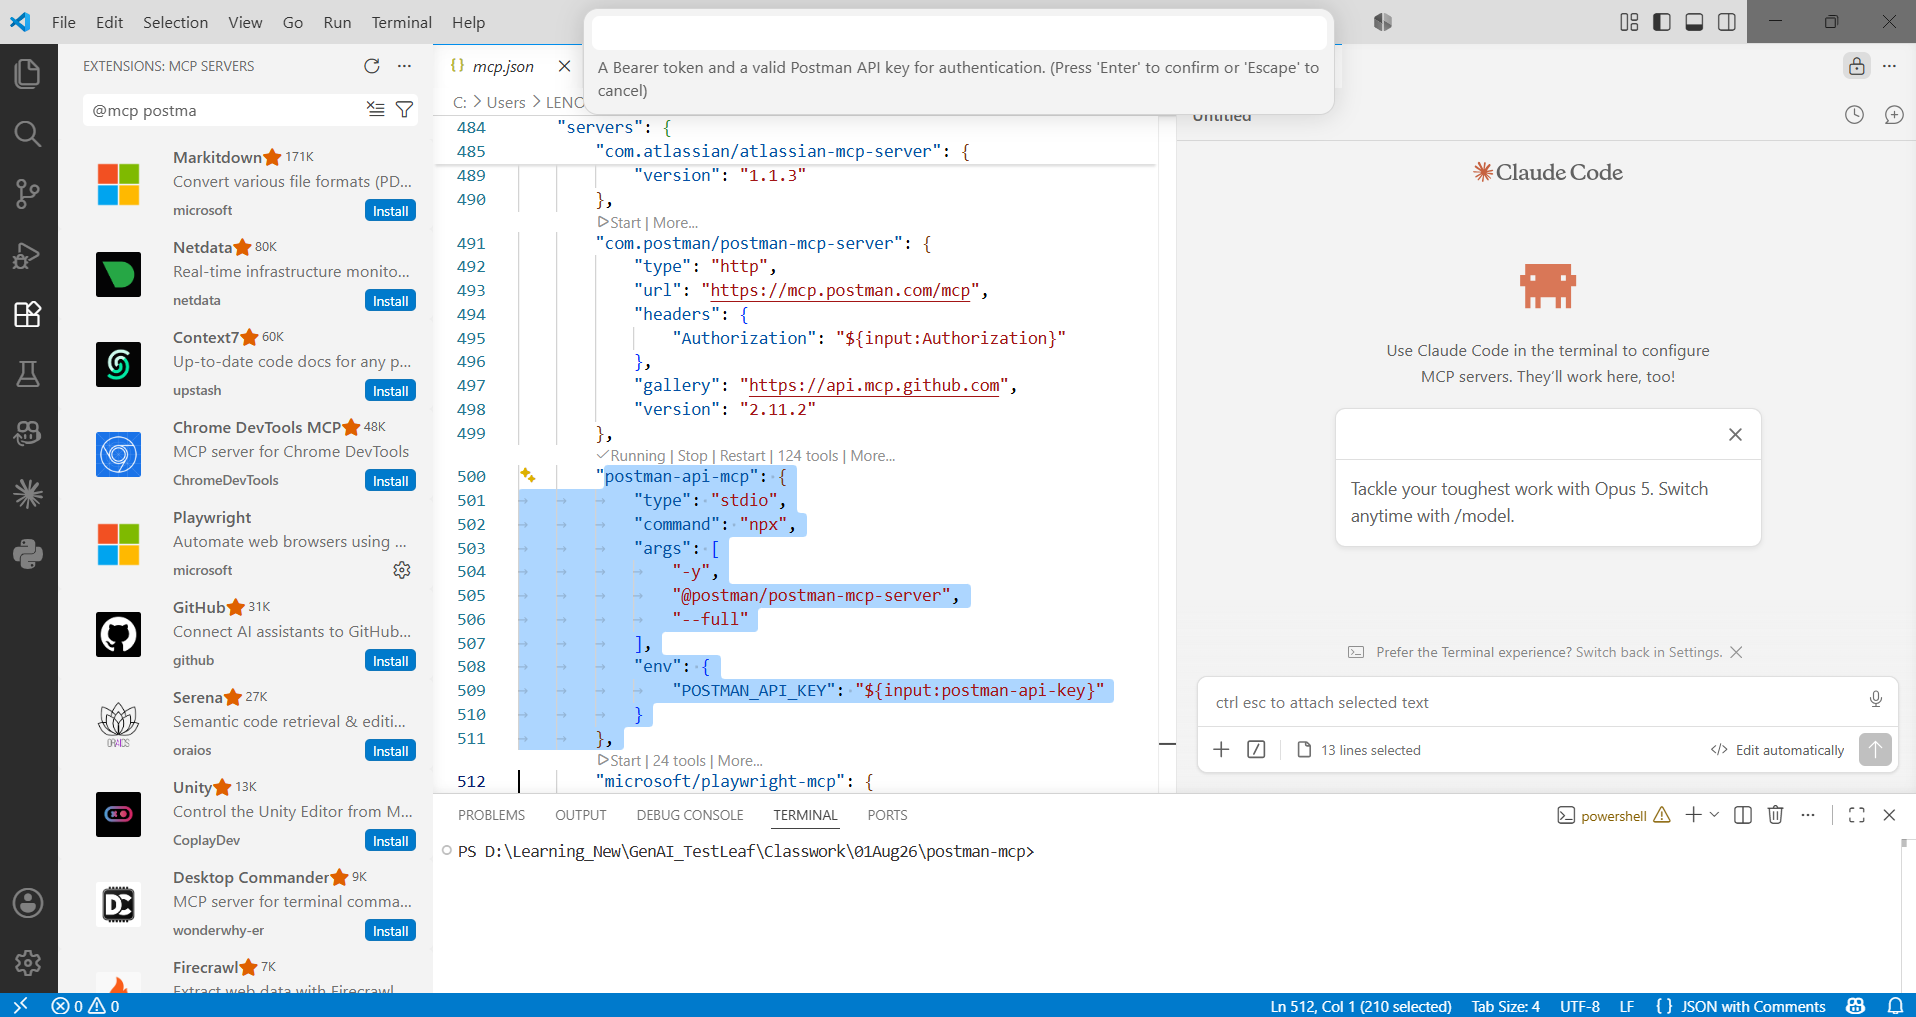 File Edit Selection View Go Run Terminal Help
A Bearer token and a valid Postman API key for authentication. (Press 'Enter' to confirm or 'Escape' to
cancel)
EXTENSIONS: MCP SERVERS
@mcp postma
Markitdown 171K
Convert various file formats (PD...
microsoft Install
Netdata 80K
Real-time infrastructure monito...
netdata Install
Context7 60K
Up-to-date code docs for any p...
upstash Install
Chrome DevTools MCP 48K
MCP server for Chrome DevTools
ChromeDevTools Install
Playwright
Automate web browsers using ...
microsoft
GitHub 31K
Connect AI assistants to GitHub...
github Install
Serena 27K
Semantic code retrieval & editi...
ORAIOS
oraios Install
Unity 13K
Control the Unity Editor from M...
CoplayDev Install
Desktop Commander 9K
MCP server for terminal comma...
wonderwhy-er Install
Firecrawl 7K
Extract web data with Firecrawl
{} mcp.json
C: > Users > LENO
484 "servers": {
485 "com.atlassian/atlassian-mcp-server": {
489 "version": "1.1.3"
490 },
Start | More...
491 "com.postman/postman-mcp-server": {
492 "type": "http",
493 "url": "https://mcp.postman.com/mcp",
494 "headers": {
495 "Authorization": "${input:Authorization}"
496 },
497 "gallery": "https://api.mcp.github.com",
498 "version": "2.11.2"
499 },
Running | Stop | Restart | 124 tools | More...
500 "postman-api-mcp": {
501 "type": "stdio",
502 "command": "npx",
503 "args": [
504 "-y",
505 "@postman/postman-mcp-server",
506 "--full"
507 ],
508 "env": {
509 "POSTMAN_API_KEY": "${input:postman-api-key}"
510 }
511 },
Start | 24 tools | More...
512 "microsoft/playwright-mcp": {
Untitled
Claude Code
Use Claude Code in the terminal to configure
MCP servers. They'll work here, too!
Tackle your toughest work with Opus 5. Switch
anytime with /model.
Prefer the Terminal experience? Switch back in Settings.
ctrl esc to attach selected text
13 lines selected
</> Edit automatically
PROBLEMS OUTPUT DEBUG CONSOLE TERMINAL PORTS
powershell
PS D:\Learning_New\GenAI_TestLeaf\Classwork\01Aug26\postman-mcp>
0 0
Ln 512, Col 1 (210 selected) Tab Size: 4 UTF-8 LF {} JSON with Comments